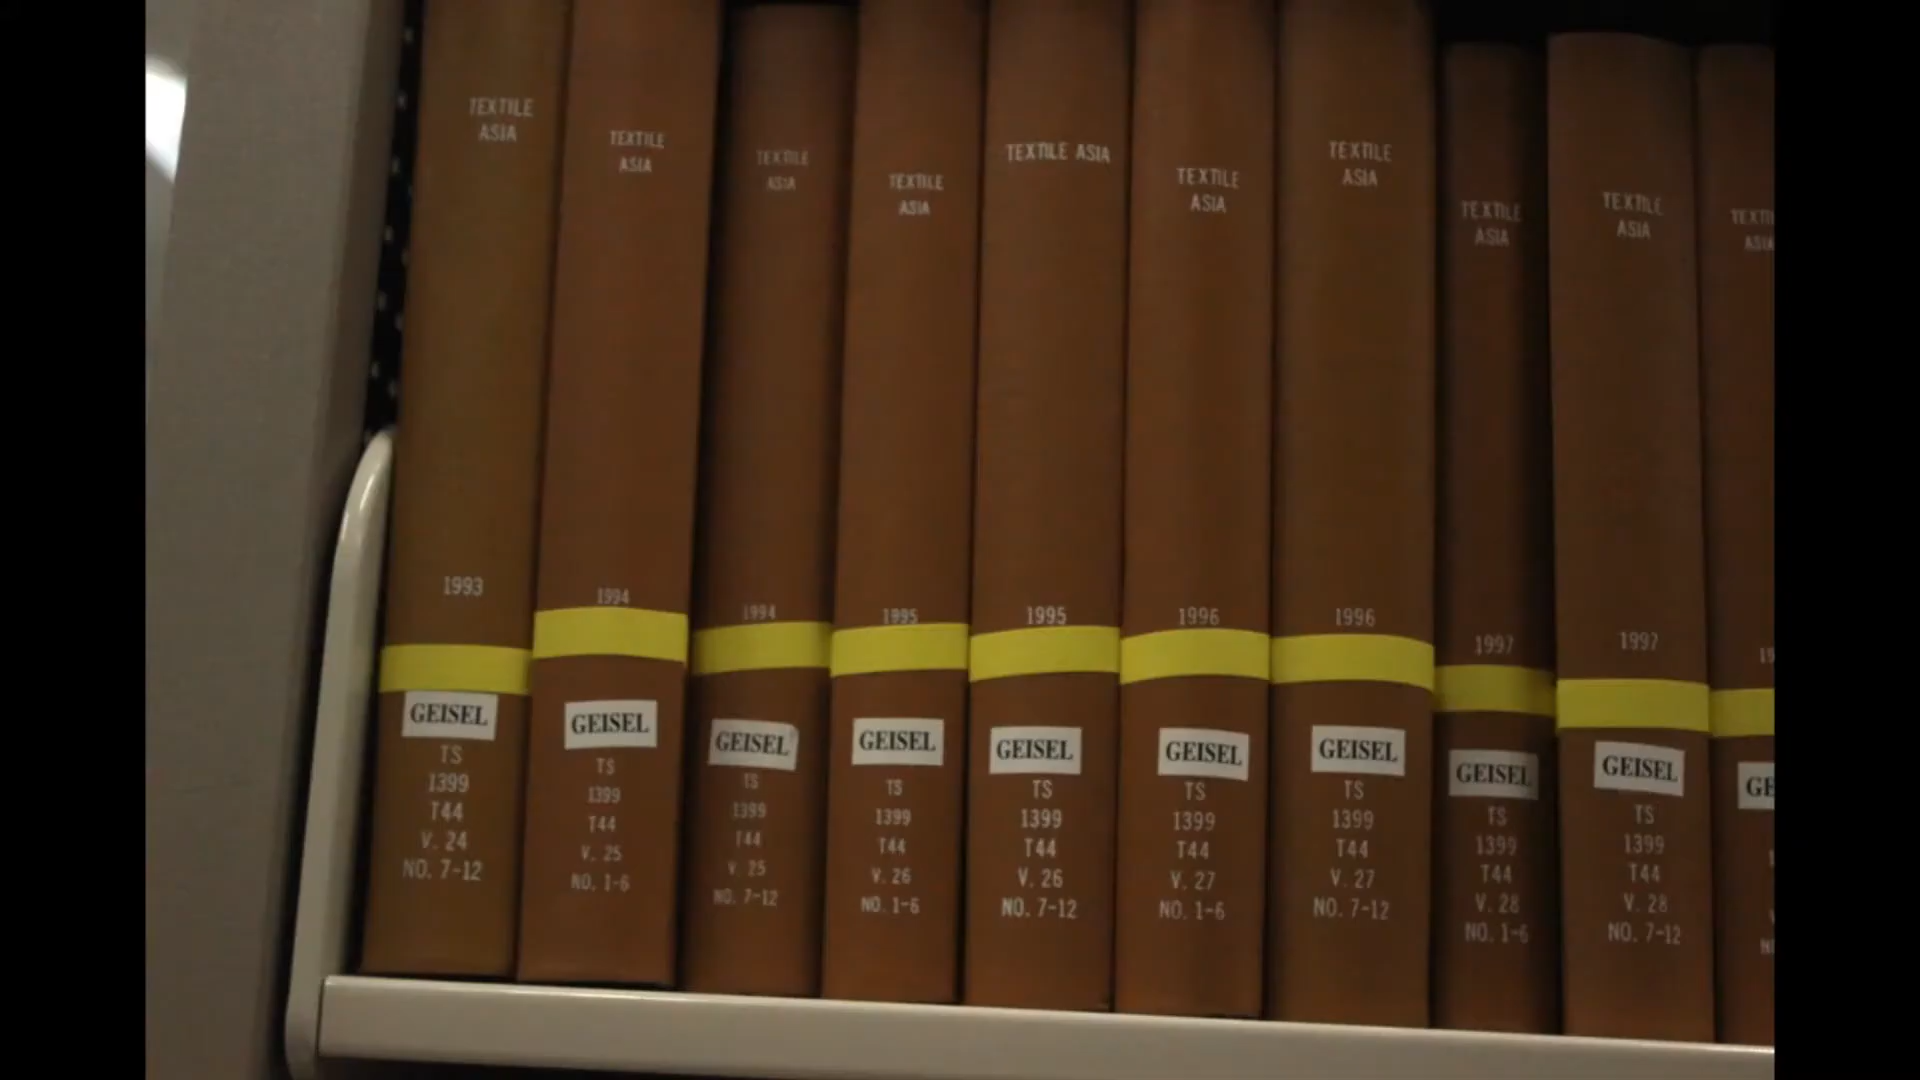 TEXTILE
ASIA
1993
GEISEL
TS
1399
T44
V. 24
NO. 7-12
TEXTILE
ASIA
1994
GEISEL
TS
1399
T44
V. 25
NO. 1-6
TEXTILE
ASIA
1994
GEISEL
TS
1399
T44
V. 25
NO. 7-12
TEXTILE
ASIA
1995
GEISEL
TS
1399
T44
V. 26
NO. 1-6
TEXTILE ASIA
1995
GEISEL
TS
1399
T44
V. 26
NO. 7-12
TEXTILE
ASIA
1996
GEISEL
TS
1399
T44
V. 27
NO. 1-6
TEXTILE
ASIA
1996
GEISEL
TS
1399
T44
V. 27
NO. 7-12
TEXTILE
ASIA
1997
GEISEL
TS
1399
T44
V. 28
NO. 1-6
TEXTILE
ASIA
1997
GEISEL
TS
1399
T44
V. 28
NO. 7-12
ASIA